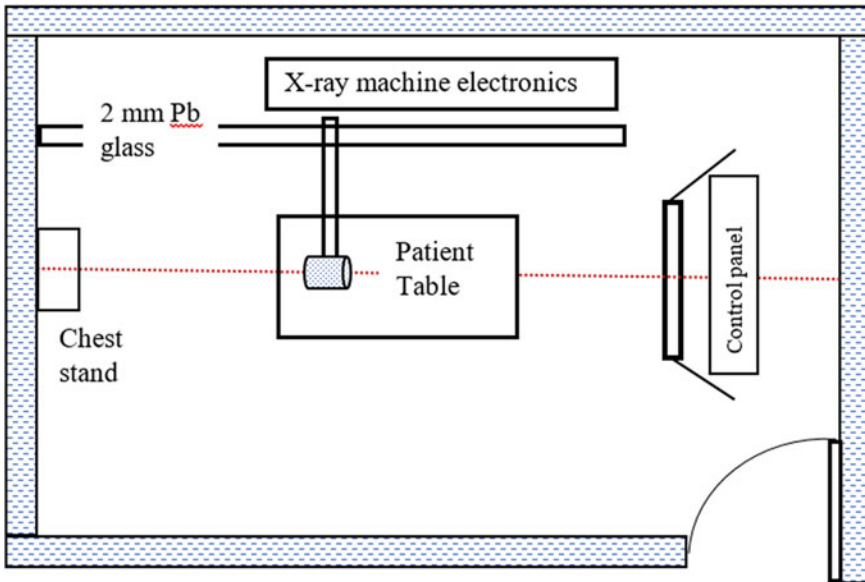 X-ray machine electronics
2 mm Pb
glass
Patient
Table
Control panel
Chest
stand